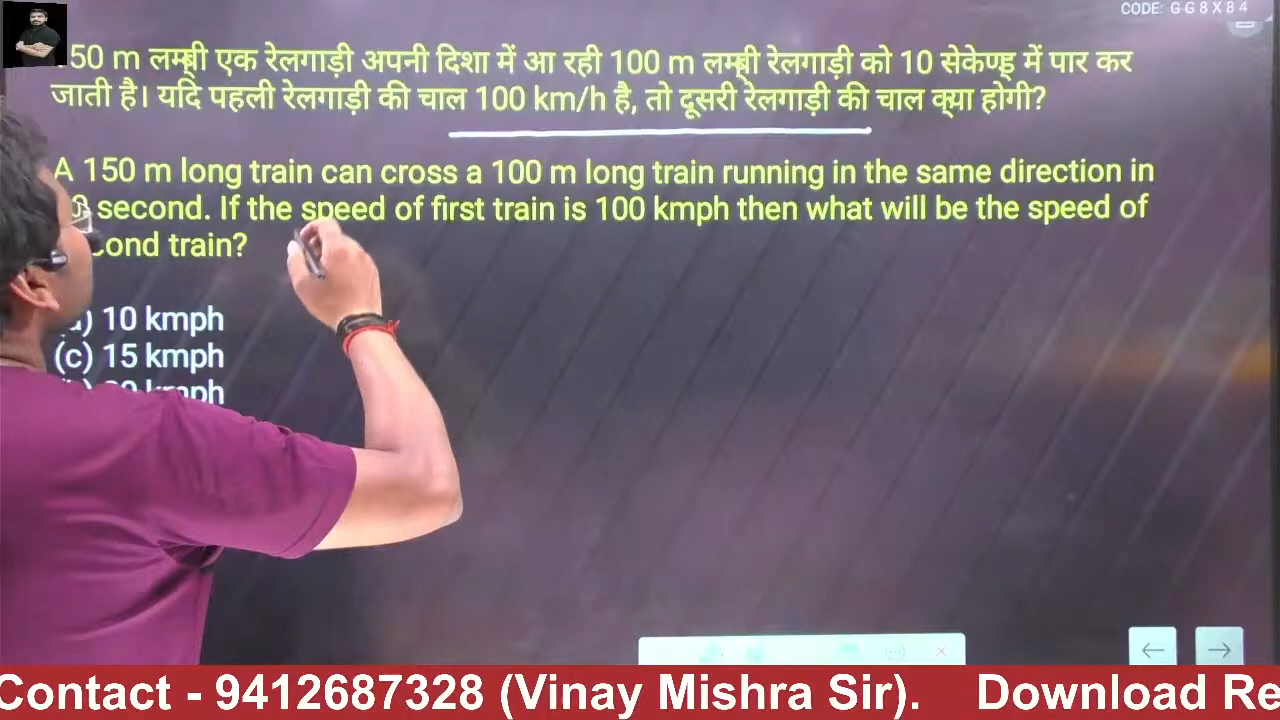 CODE: GG8XB4
50 m लम्बी एक रेलगाड़ी अपनी दिशा में आ रही 100 m लम्बी रेलगाड़ी को 10 सेकेण्ड में पार कर
जाती है। यदि पहली रेलगाड़ी की चाल 100 km/h है, तो दूसरी रेलगाड़ी की चाल क्या होगी?
A 150 m long train can cross a 100 m long train running in the same direction in
second. If the speed of first train is 100 kmph then what will be the speed of
cond train?
10 kmph
(c) 15 kmph
kmph
Contact - 9412687328 (Vinay Mishra Sir). Download Re